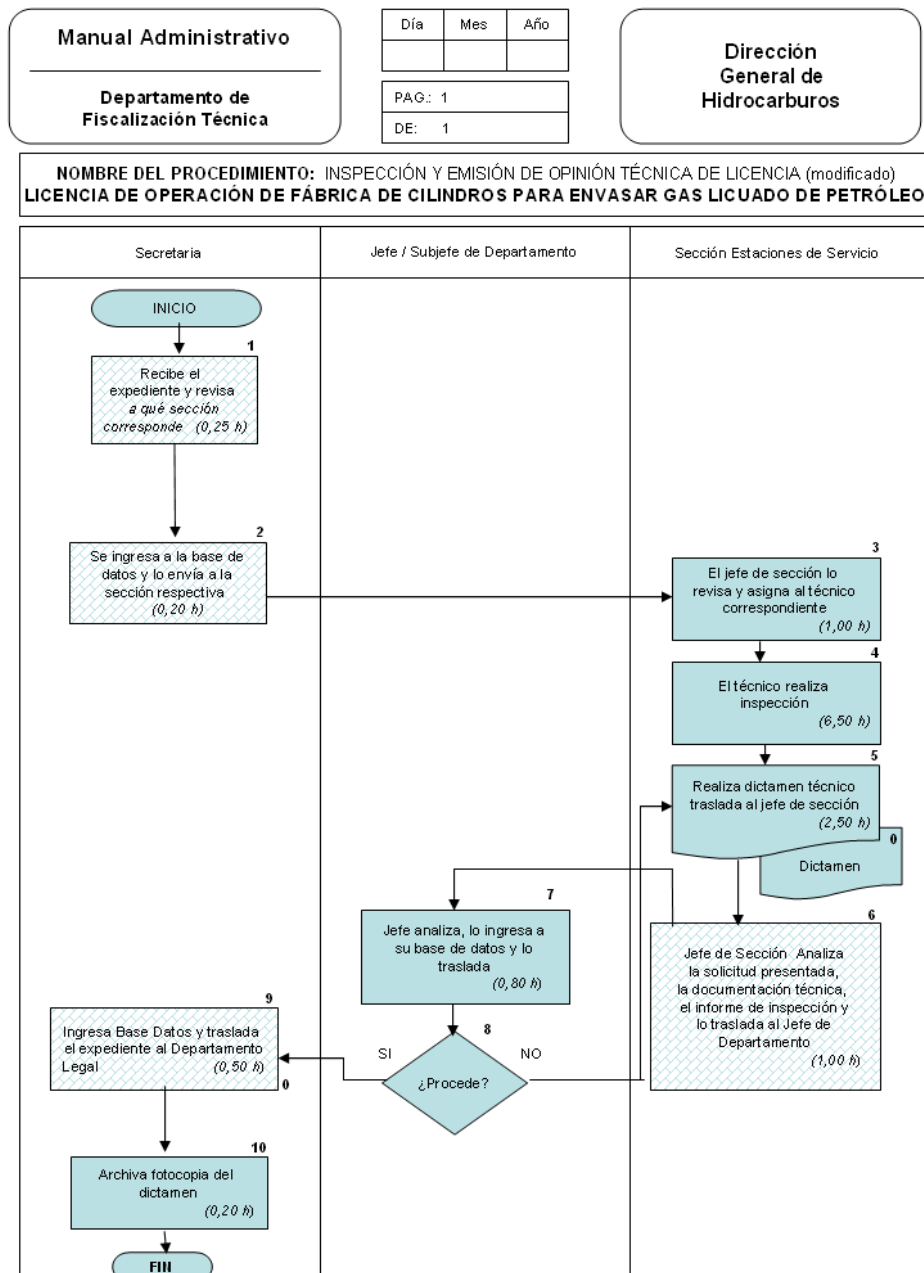 Manual Administrativo
Departamento de
Fiscalización Técnica
Día Mes Año
PAG.: 1
DE: 1
Dirección
General de
Hidrocarburos
NOMBRE DEL PROCEDIMIENTO: INSPECCIÓN Y EMISIÓN DE OPINIÓN TÉCNICA DE LICENCIA (modificado)
LICENCIA DE OPERACIÓN DE FÁBRICA DE CILINDROS PARA ENVASAR GAS LICUADO DE PETRÓLEO
Secretaria
Jefe / Subjefe de Departamento
Sección Estaciones de Servicio
INICIO
1
Recibe el
expediente y revisa
a qué sección
corresponde (0,25 h)
2
Se ingresa a la base de
datos y lo envía a la
sección respectiva
(0,20 h)
3
El jefe de sección lo
revisa y asigna al técnico
correspondiente
(1,00 h)
4
El técnico realiza
inspección
(6,50 h)
5
Realiza dictamen técnico
traslada al jefe de sección
(2,50 h)
0
Dictamen
6
Jefe de Sección Analiza
la solicitud presentada,
la documentación técnica,
el informe de inspección y
lo traslada al Jefe de
Departamento
(1,00 h)
7
Jefe analiza, lo ingresa a
su base de datos y lo
traslada
(0,80 h)
8
SI
NO
¿Procede?
9
Ingresa Base Datos y traslada
el expediente al Departamento
Legal (0,50 h)
0
10
Archiva fotocopia del
dictamen
(0,20 h)
FIN